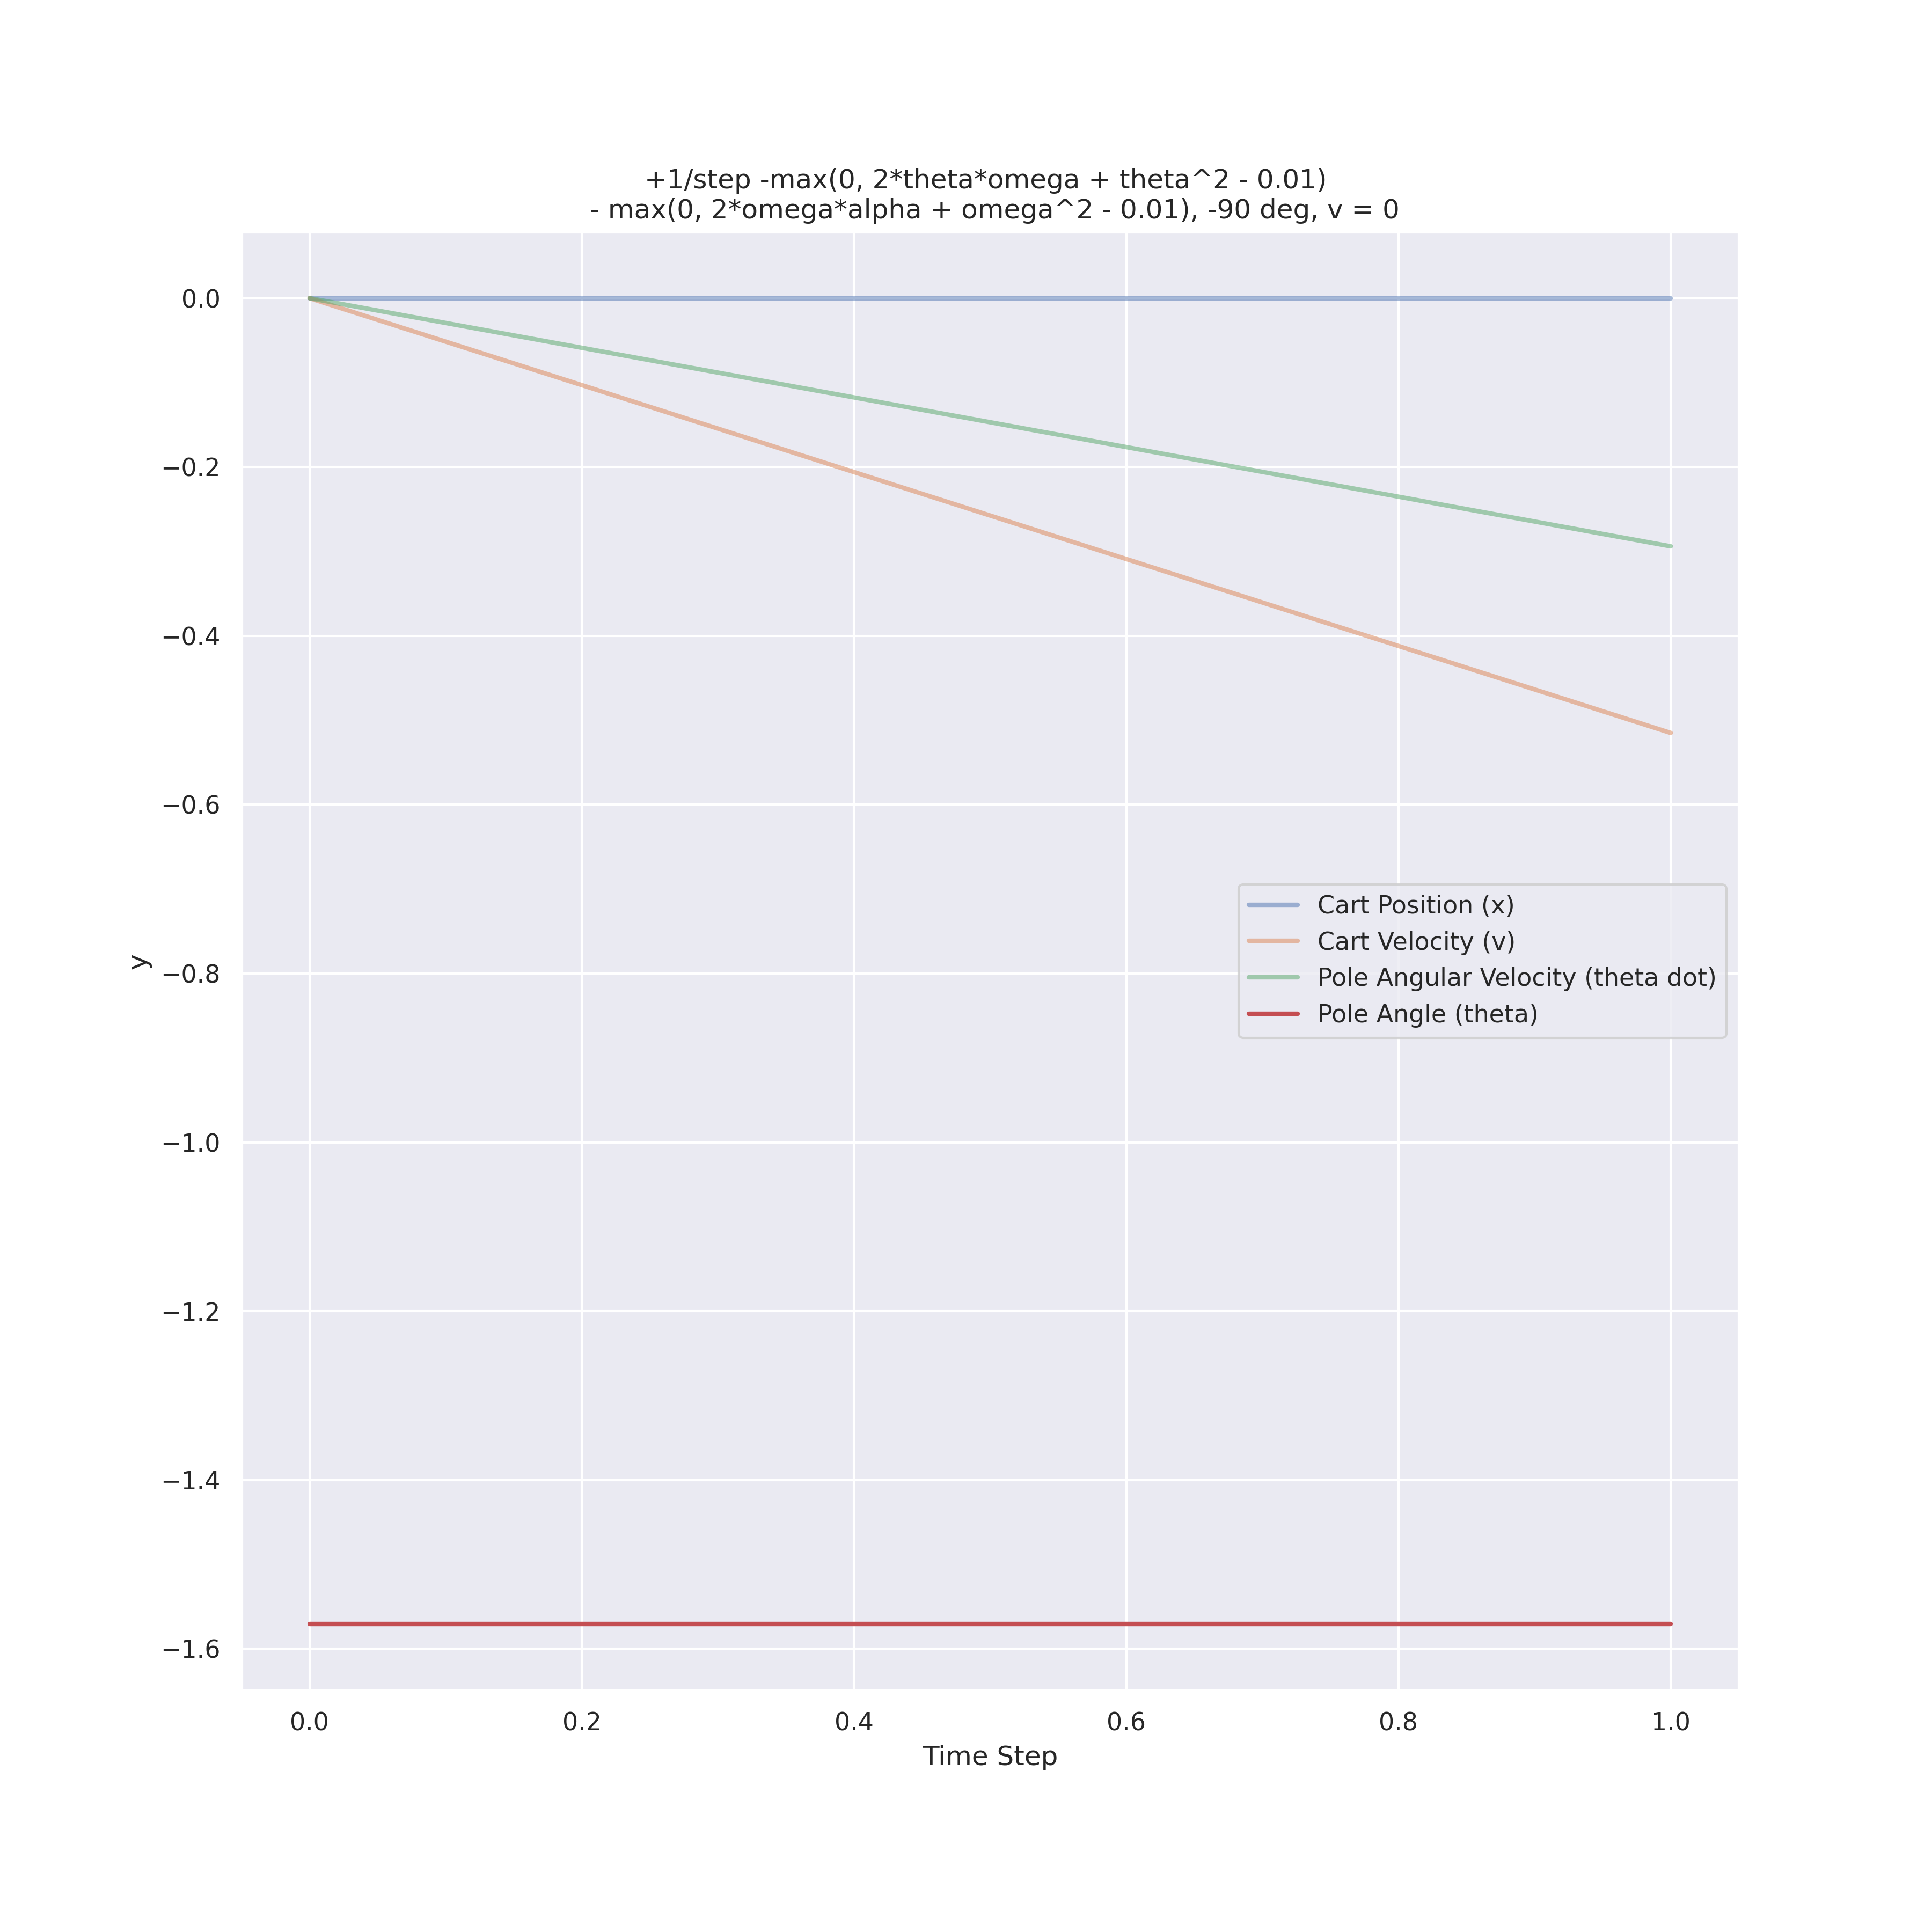 +1/step -max(0, 2*theta*omega + theta^2 - 0.01)
- max(0, 2*omega*alpha + omega^2 - 0.01), -90 deg, v = 0
0.0
−0.2
−0.4
−0.6
−0.8
−1.0
−1.2
−1.4
−1.6
y
Cart Position (x)
Cart Velocity (v)
Pole Angular Velocity (theta dot)
Pole Angle (theta)
0.0 0.2 0.4 0.6 0.8 1.0
Time Step